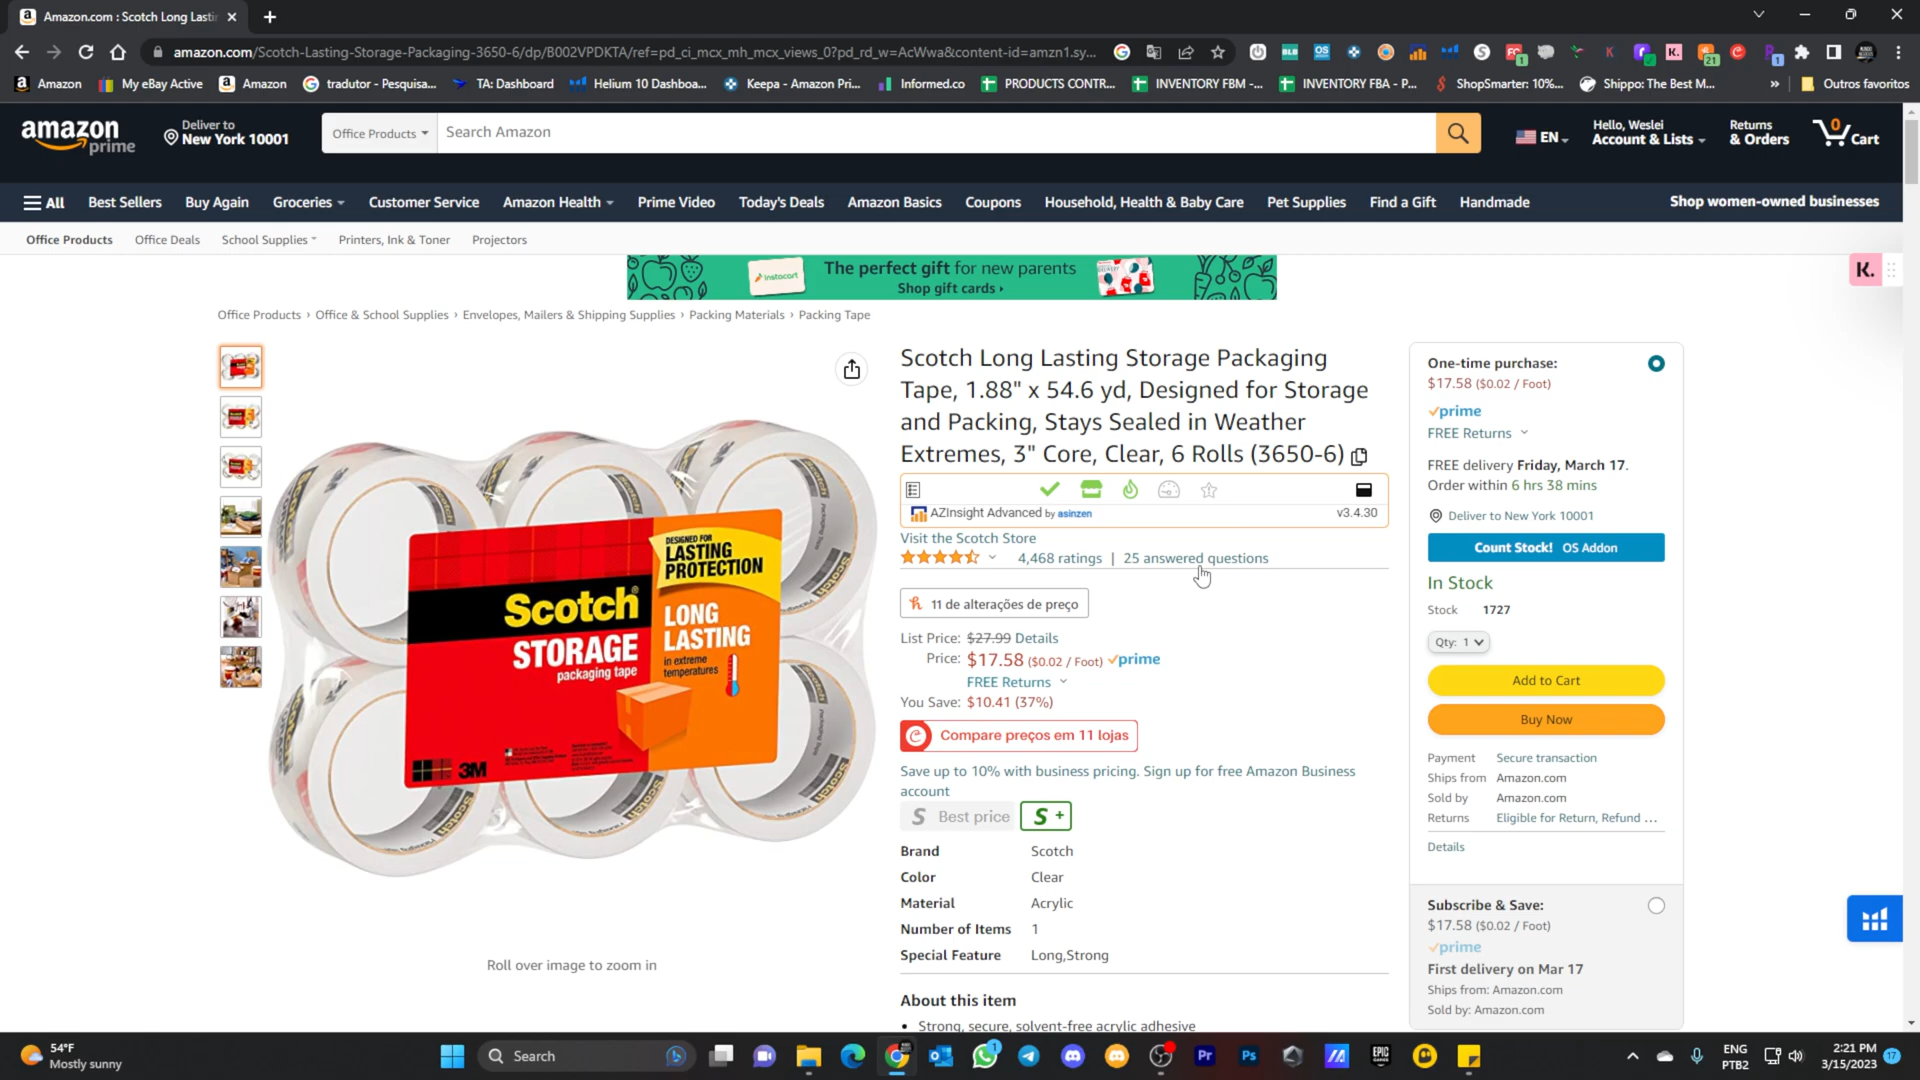 Amazon.com : Scotch Long Lasti
amazon.com/Scotch-Lasting-Storage-Packaging-3650-6/dp/B002VPDKTA/ref=pd_ci_mcx_mh_mcx_views_0?pd_rd_w=AcWwa&content-id=amzn1.sy...
Amazon
My eBay Active
Amazon
tradutor - Pesquisa...
TA: Dashboard
Helium 10 Dashboa...
Keepa - Amazon Pri...
Informed.co
PRODUCTS CONTR...
INVENTORY FBM -...
INVENTORY FBA - P...
ShopSmarter: 10%...
Shippo: The Best M...
»
Outros favoritos
amazon prime
Deliver to
New York 10001
Office Products
Search Amazon
EN
Hello, Weslei
Account & Lists
Returns
& Orders
0
Cart
All
Best Sellers
Buy Again
Groceries
Customer Service
Amazon Health
Prime Video
Today's Deals
Amazon Basics
Coupons
Household, Health & Baby Care
Pet Supplies
Find a Gift
Handmade
Shop women-owned businesses
Office Products
Office Deals
School Supplies
Printers, Ink & Toner
Projectors
instacart
The perfect gift for new parents
Shop gift cards ›
K.
Office Products › Office & School Supplies › Envelopes, Mailers & Shipping Supplies › Packing Materials › Packing Tape
Scotch Long Lasting Storage Packaging
Tape, 1.88" x 54.6 yd, Designed for Storage
and Packing, Stays Sealed in Weather
Extremes, 3" Core, Clear, 6 Rolls (3650-6)
AZInsight Advanced by asinzen
v3.4.30
Visit the Scotch Store
4,468 ratings | 25 answered questions
11 de alterações de preço
List Price: $27.99 Details
Price: $17.58 ($0.02 / Foot) prime
FREE Returns
You Save: $10.41 (37%)
Compare preços em 11 lojas
Save up to 10% with business pricing. Sign up for free Amazon Business
account
S Best price
S +
Brand Scotch
Color Clear
Material Acrylic
Number of Items 1
Special Feature Long,Strong
About this item
• Strong, secure, solvent-free acrylic adhesive
DESIGNED FOR
LASTING
PROTECTION
Scotch®
STORAGE
packaging tape
LONG
LASTING
in extreme
temperatures
3M
Roll over image to zoom in
One-time purchase:
$17.58 ($0.02 / Foot)
prime
FREE Returns
FREE delivery Friday, March 17.
Order within 6 hrs 38 mins
Deliver to New York 10001
Count Stock! OS Addon
In Stock
Stock 1727
Qty: 1
Add to Cart
Buy Now
Payment Secure transaction
Ships from Amazon.com
Sold by Amazon.com
Returns Eligible for Return, Refund ...
Details
Subscribe & Save:
$17.58 ($0.02 / Foot)
prime
First delivery on Mar 17
Ships from: Amazon.com
Sold by: Amazon.com
54°F
Mostly sunny
Search
1
Pr
Ps
EPIC
GAMES
ENG
PTB2
2:21 PM
3/15/2023
17